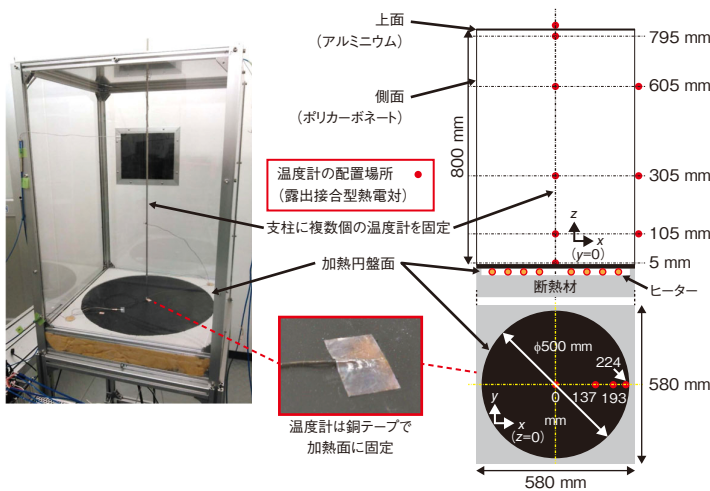 上面
(アルミニウム)
側面
(ポリカーボネート)
温度計の配置場所
(露出接合型熱電対)
支柱に複数個の温度計を固定
加熱円盤面
温度計は銅テープで
加熱面に固定
800 mm
795 mm
605 mm
305 mm
105 mm
5 mm
z
x
(y=0)
断熱材
ヒーター
φ500 mm
224
0
137
193
mm
y
x
(z=0)
580 mm
580 mm